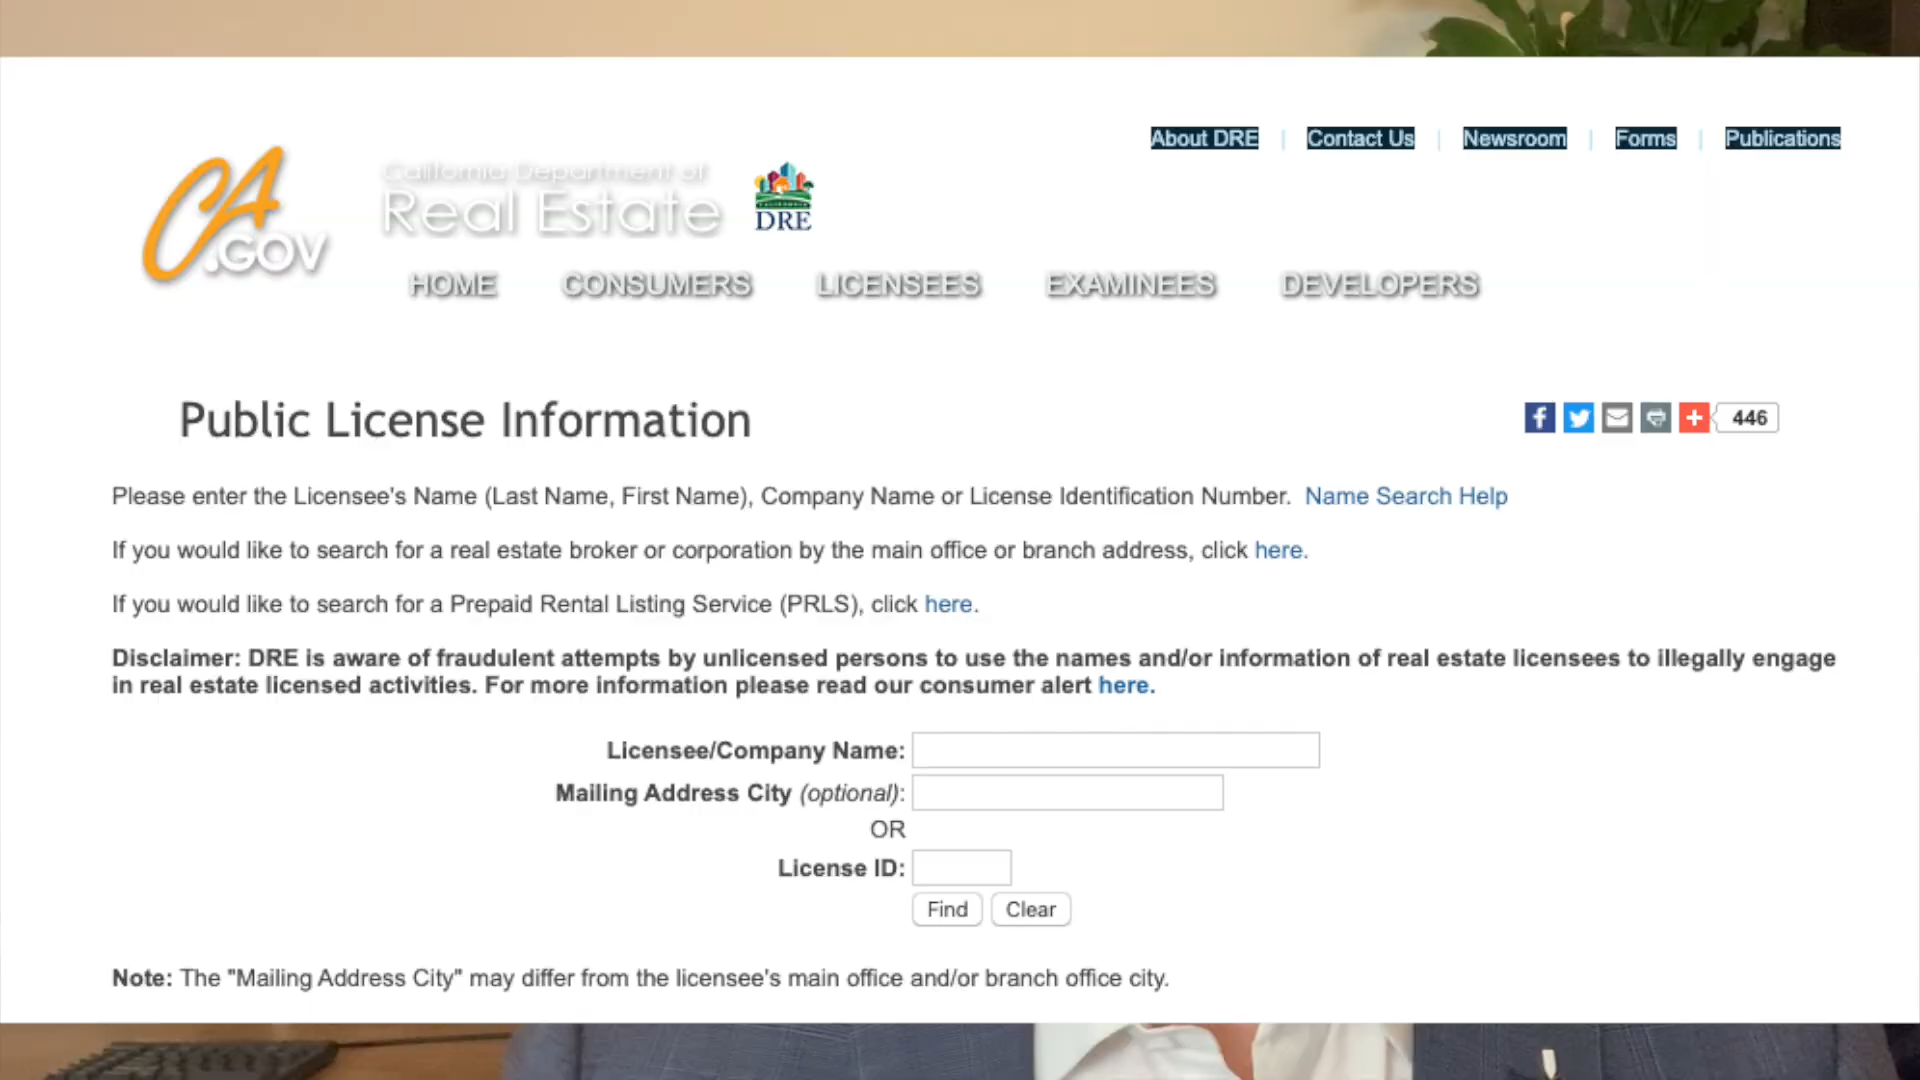 About DRE | Contact Us | Newsroom | Forms | Publications
CA.GOV
California Department of
Real Estate
CALIFORNIA
DRE
HOME CONSUMERS LICENSEES EXAMINEES DEVELOPERS
Public License Information
446
Please enter the Licensee's Name (Last Name, First Name), Company Name or License Identification Number. Name Search Help
If you would like to search for a real estate broker or corporation by the main office or branch address, click here.
If you would like to search for a Prepaid Rental Listing Service (PRLS), click here.
Disclaimer: DRE is aware of fraudulent attempts by unlicensed persons to use the names and/or information of real estate licensees to illegally engage
in real estate licensed activities. For more information please read our consumer alert here.
Licensee/Company Name:
Mailing Address City (optional):
OR
License ID:
Find Clear
Note: The "Mailing Address City" may differ from the licensee's main office and/or branch office city.